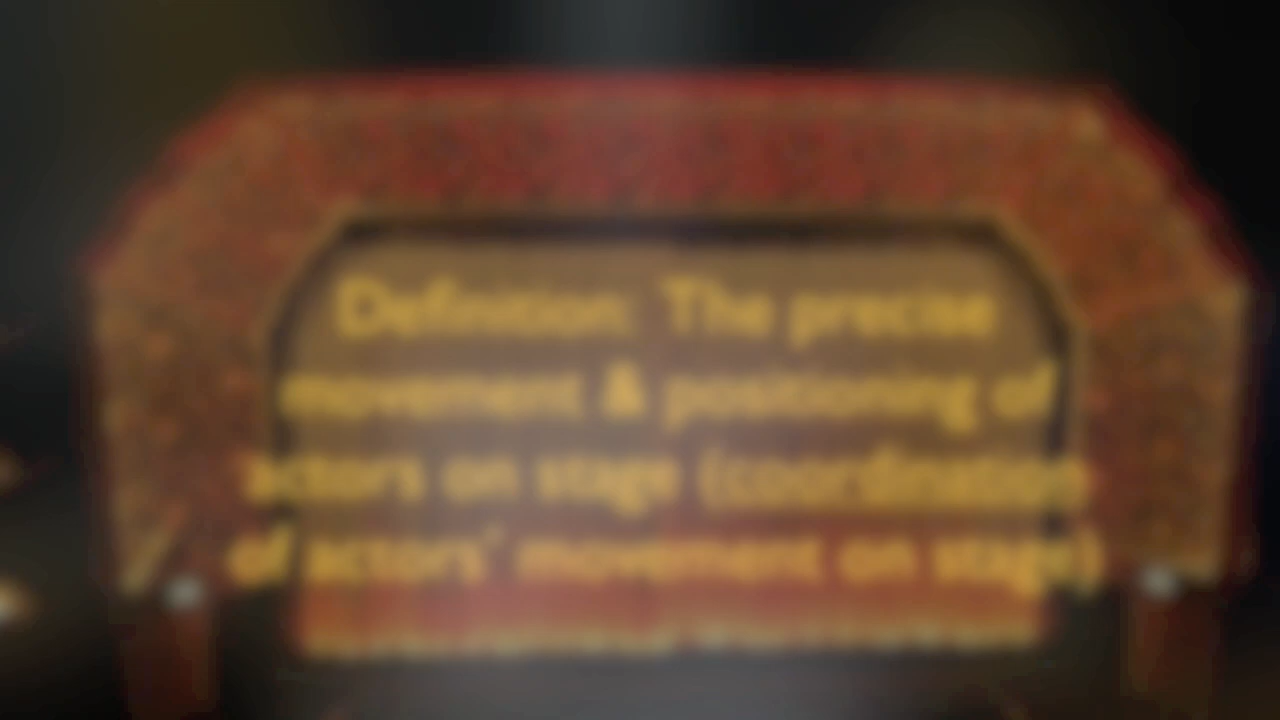 Definition: The precise
movement & positioning of
actors on stage (coordination
of actors' movement on stage)